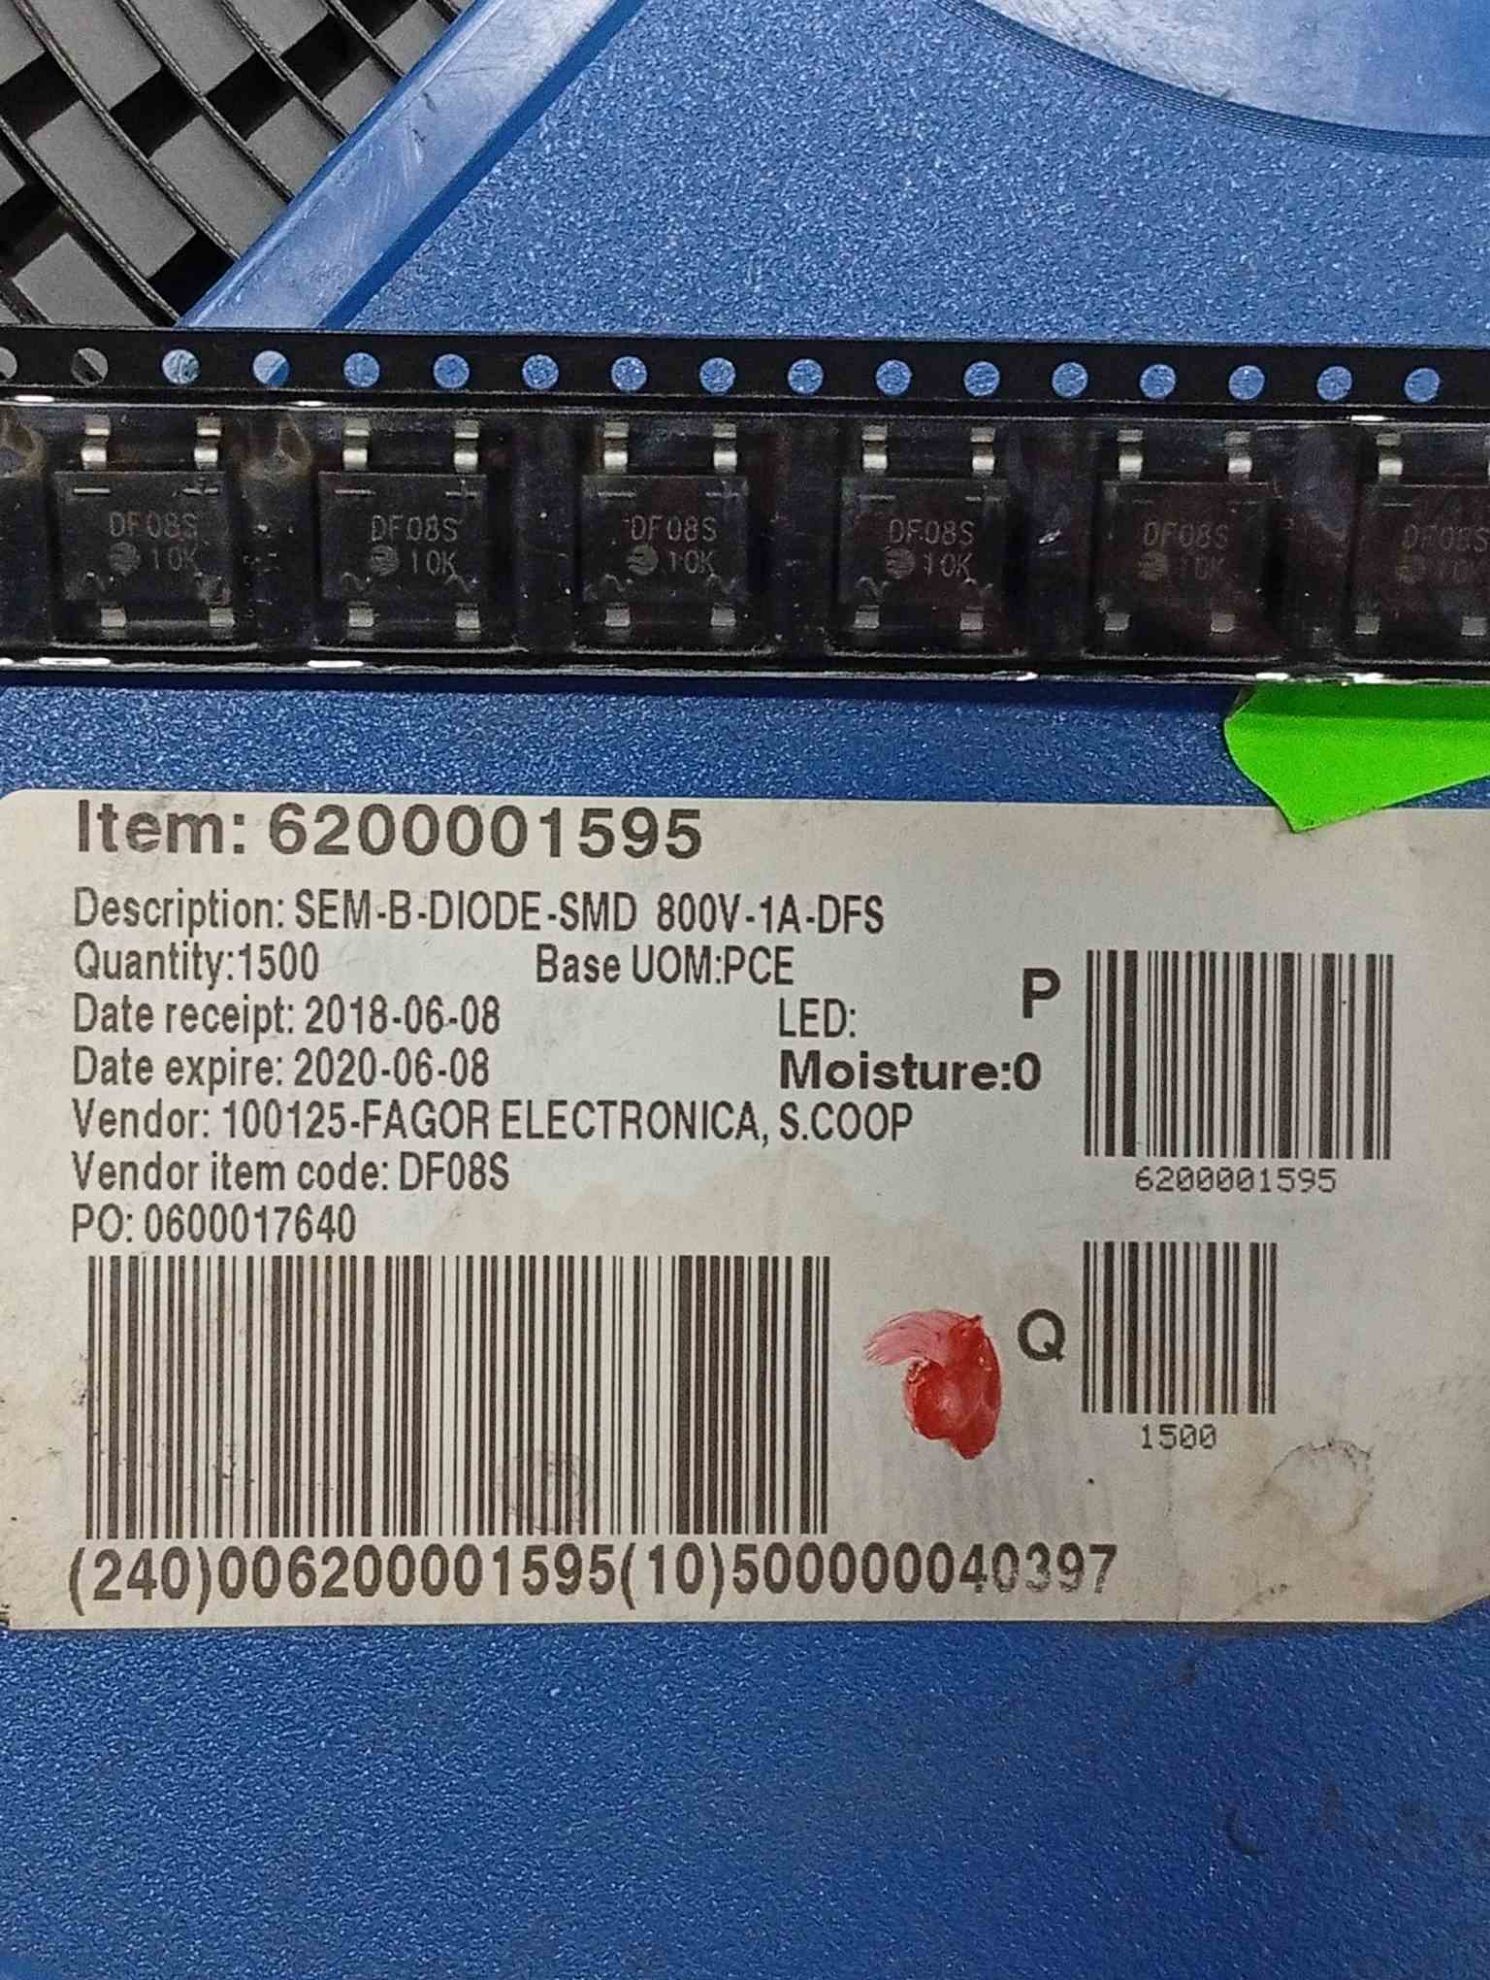 DF08S DF08S DF08S DF08S DF08S DF08S
10K 10K 10K 10K 10K 10K
Item: 6200001595
Description: SEM-B-DIODE-SMD 800V-1A-DFS
Quantity:1500 Base UOM:PCE
Date receipt: 2018-06-08 LED:
Date expire: 2020-06-08 Moisture:0
Vendor: 100125-FAGOR ELECTRONICA, S.COOP
Vendor item code: DF08S
PO: 0600017640
P
6200001595
Q
1500
(240)006200001595(10)500000040397